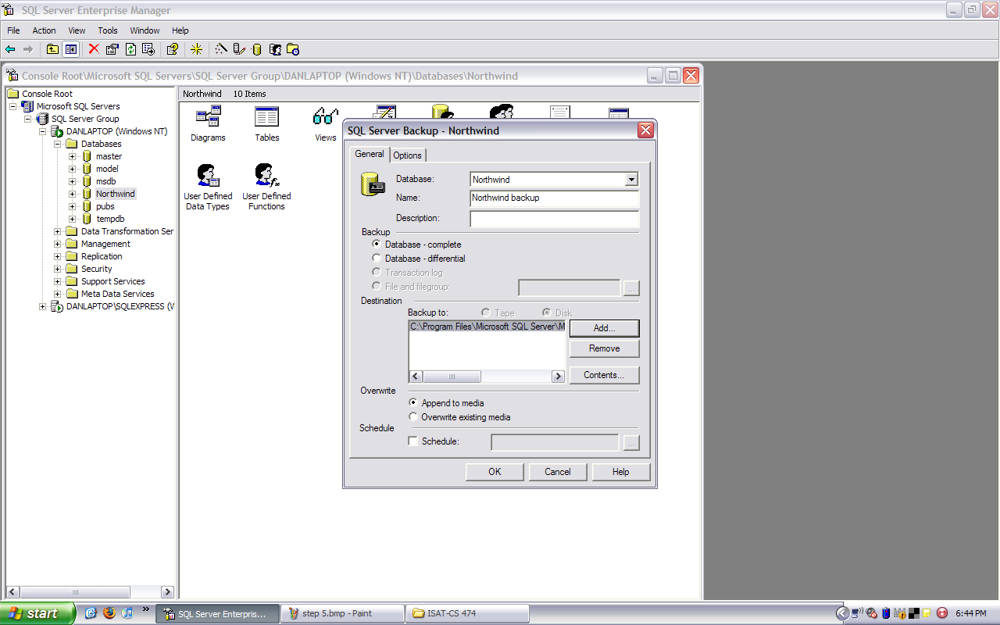 SQL Server Enterprise Manager
File Action View Tools Window Help
Console Root\Microsoft SQL Servers\SQL Server Group\DANLAPTOP (Windows NT)\Databases\Northwind
Console Root
Microsoft SQL Servers
SQL Server Group
DANLAPTOP (Windows NT)
Databases
master
model
msdb
Northwind
pubs
tempdb
Data Transformation Ser
Management
Replication
Security
Support Services
Meta Data Services
DANLAPTOP\SQLEXPRESS (W
Northwind 10 Items
Diagrams
Tables
Views
User Defined
Data Types
User Defined
Functions
SQL Server Backup - Northwind
General Options
Database: Northwind
Name: Northwind backup
Description:
Backup
Database - complete
Database - differential
Transaction log
File and filegroup: ...
Destination
Backup to: Tape Disk
C:\Program Files\Microsoft SQL Server\M
Add...
Remove
Contents...
Overwrite
Append to media
Overwrite existing media
Schedule
Schedule: ...
OK Cancel Help
start
SQL Server Enterpris...
step 5.bmp - Paint
ISAT-CS 474
6:44 PM